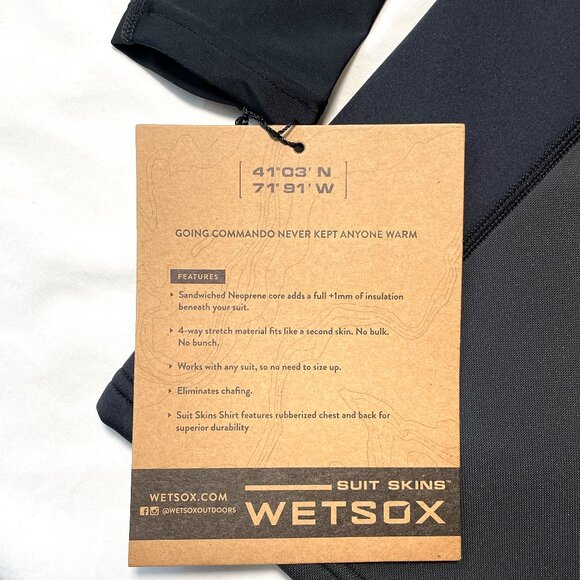 41°03' N
71°91' W
GOING COMMANDO NEVER KEPT ANYONE WARM
FEATURES
‣ Sandwiched Neoprene core adds a full +1mm of insulation
beneath your suit.
‣ 4-way stretch material fits like a second skin. No bulk.
No bunch.
‣ Works with any suit, so no need to size up.
‣ Eliminates chafing.
‣ Suit Skins Shirt features rubberized chest and back for
superior durability
SUIT SKINS™
WETSOX
WETSOX.COM
@WETSOXOUTDOORS